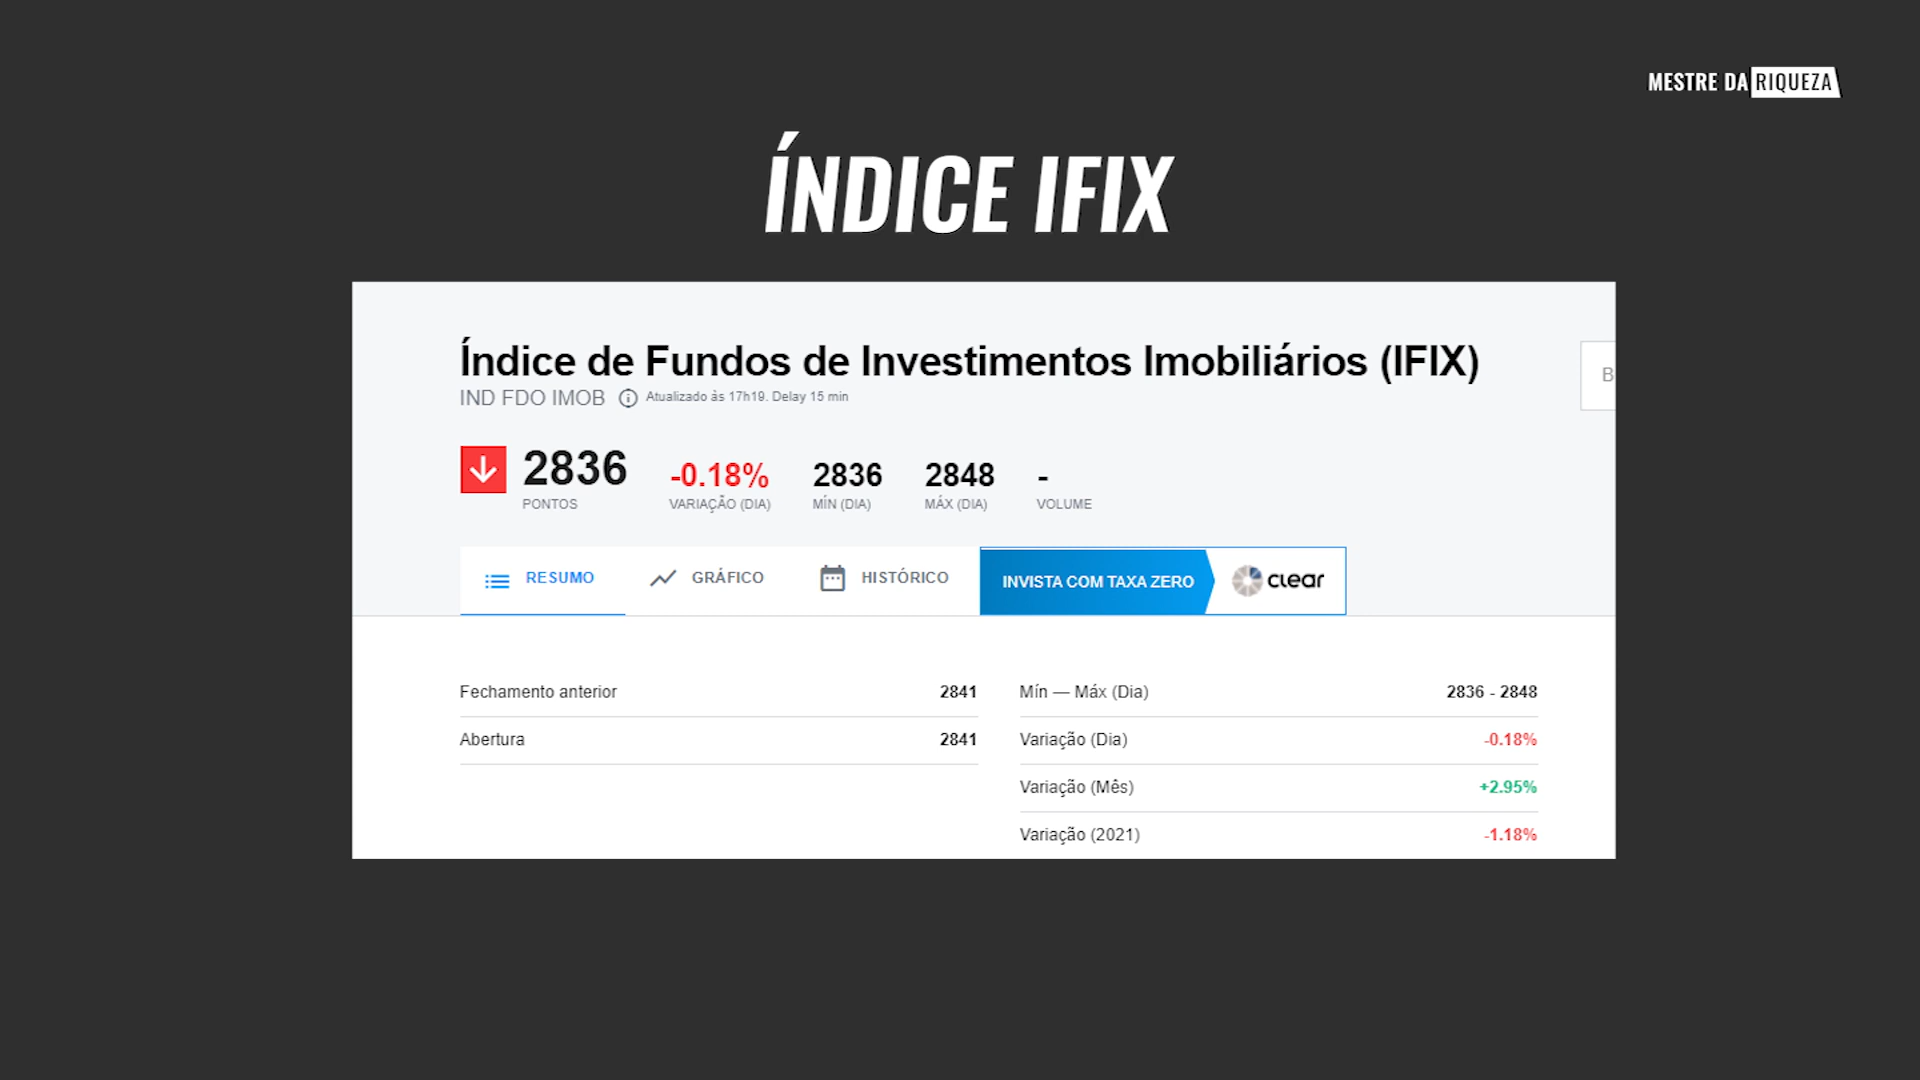 MESTRE DA RIQUEZA
ÍNDICE IFIX
Índice de Fundos de Investimentos Imobiliários (IFIX)
IND FDO IMOB Atualizado às 17h19. Delay 15 min
B
2836 -0.18% 2836 2848 -
PONTOS VARIAÇÃO (DIA) MÍN (DIA) MÁX (DIA) VOLUME
RESUMO GRÁFICO HISTÓRICO INVISTA COM TAXA ZERO clear
Fechamento anterior 2841 Mín — Máx (Dia) 2836 - 2848
Abertura 2841 Variação (Dia) -0.18%
Variação (Mês) +2.95%
Variação (2021) -1.18%